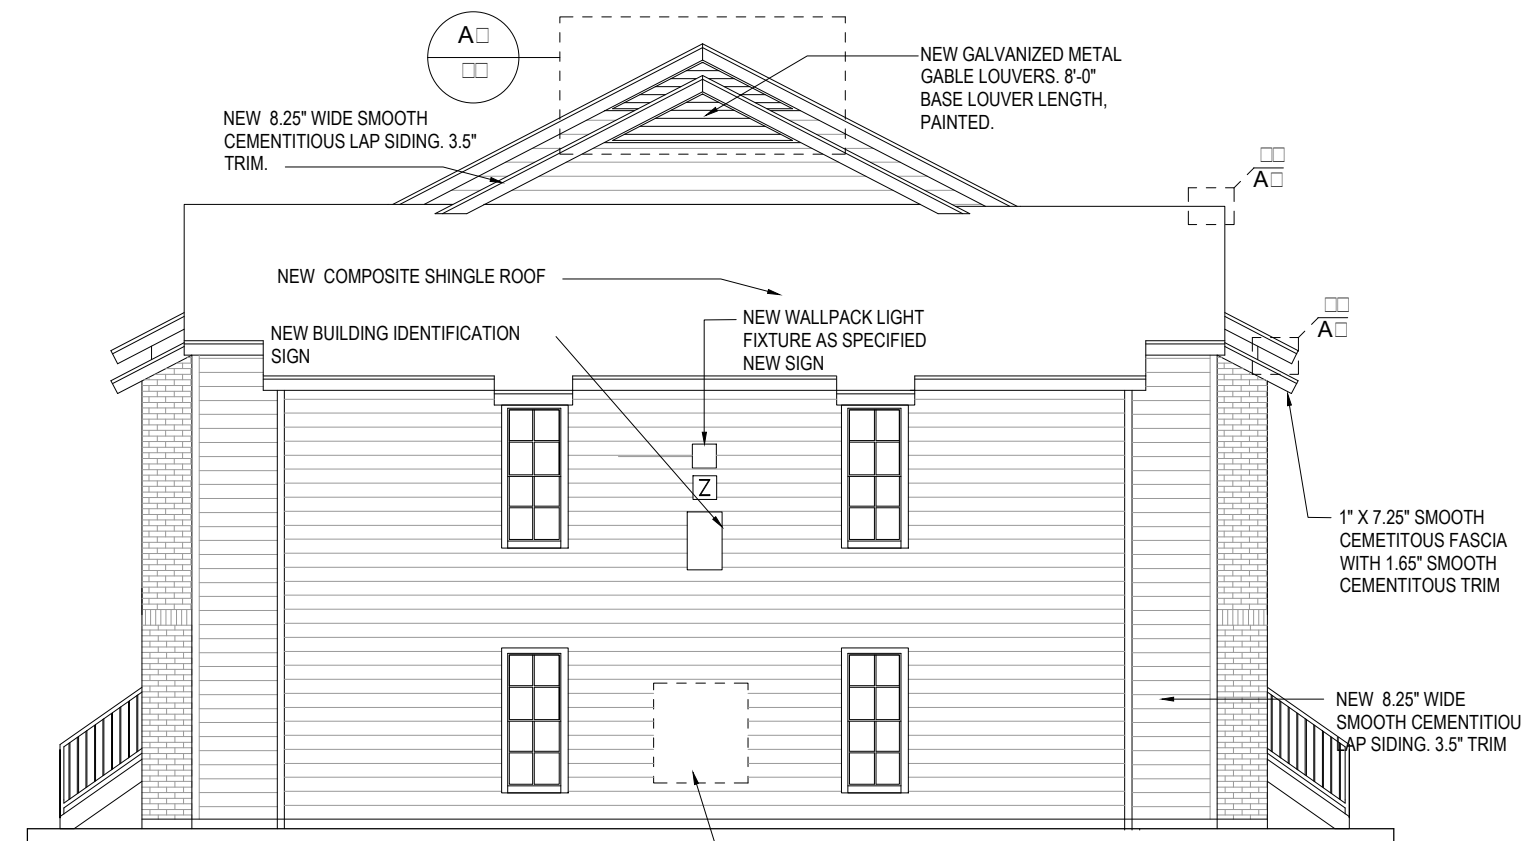 A□
□□
NEW GALVANIZED METAL
GABLE LOUVERS. 8'-0"
BASE LOUVER LENGTH,
PAINTED.
NEW 8.25" WIDE SMOOTH
CEMENTITIOUS LAP SIDING. 3.5"
TRIM.
□□
A□
NEW COMPOSITE SHINGLE ROOF
□□
A□
NEW BUILDING IDENTIFICATION
SIGN
NEW WALLPACK LIGHT
FIXTURE AS SPECIFIED
NEW SIGN
Z
1" X 7.25" SMOOTH
CEMETITOUS FASCIA
WITH 1.65" SMOOTH
CEMENTITOUS TRIM
NEW 8.25" WIDE
SMOOTH CEMENTITIOU
LAP SIDING. 3.5" TRIM